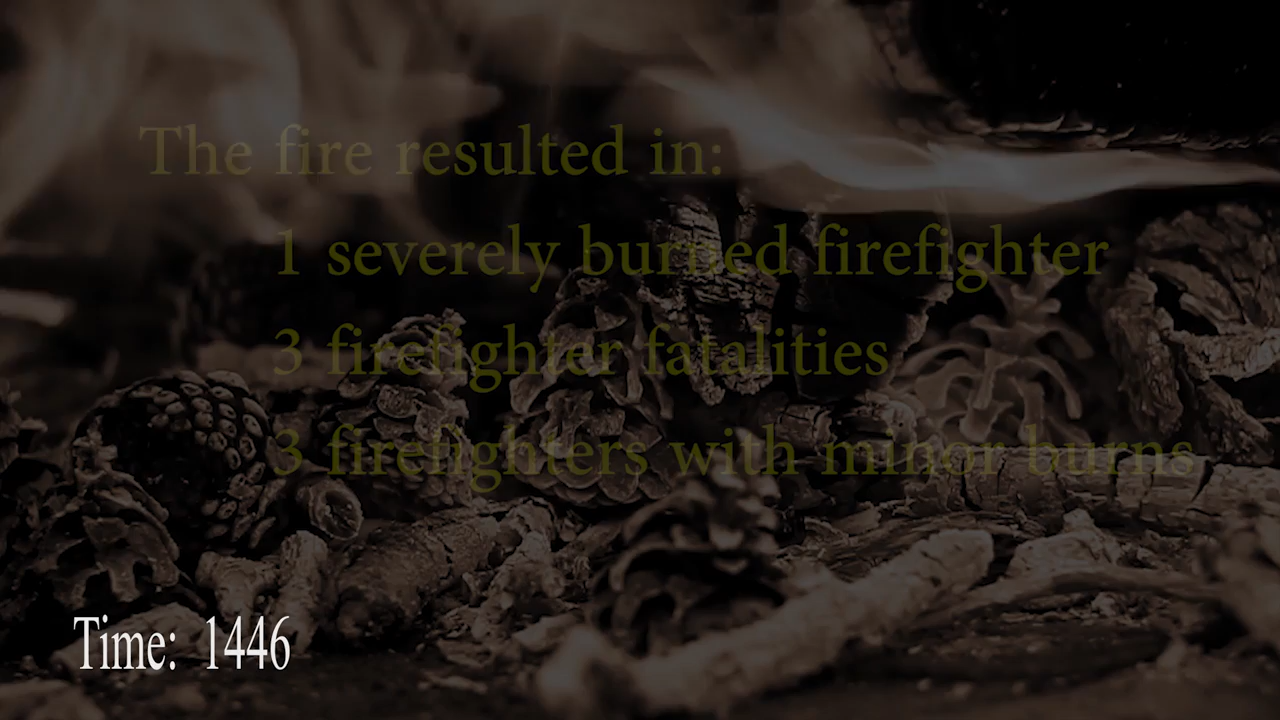 The fire resulted in:
1 severely burned firefighter
3 firefighter fatalities
3 firefighters with minor burns
Time: 1446